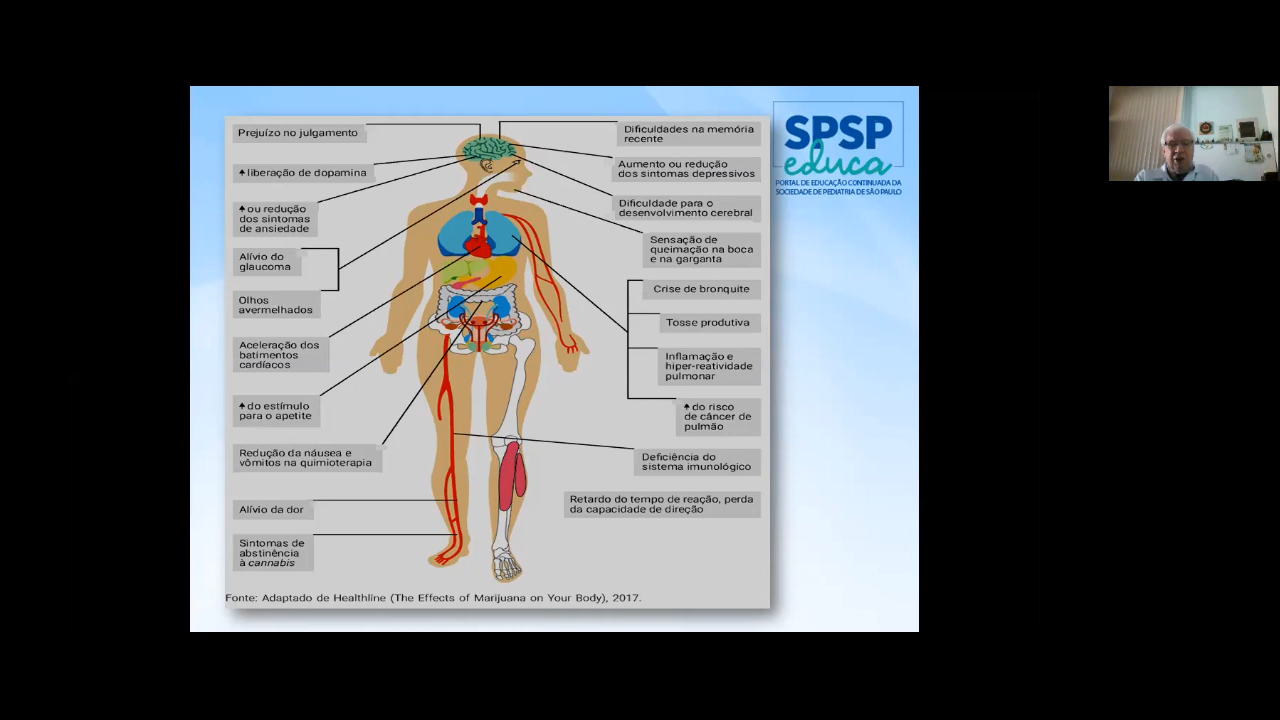 Prejuízo no julgamento
↑ liberação de dopamina
↑ ou redução
dos sintomas
de ansiedade
Alívio do
glaucoma
Olhos
avermelhados
Aceleração dos
batimentos
cardíacos
↑ do estímulo
para o apetite
Redução da náusea e
vômitos na quimioterapia
Alívio da dor
Sintomas de
abstinência
à cannabis
Dificuldades na memória
recente
Aumento ou redução
dos sintomas depressivos
Dificuldade para o
desenvolvimento cerebral
Sensação de
queimação na boca
e na garganta
Crise de bronquite
Tosse produtiva
Inflamação e
hiper-reatividade
pulmonar
↑ do risco
de câncer de
pulmão
Deficiência do
sistema imunológico
Retardo do tempo de reação, perda
da capacidade de direção
Fonte: Adaptado de Healthline (The Effects of Marijuana on Your Body), 2017.
SPSP
educa
PORTAL DE EDUCAÇÃO CONTINUADA DA
SOCIEDADE DE PEDIATRIA DE SÃO PAULO